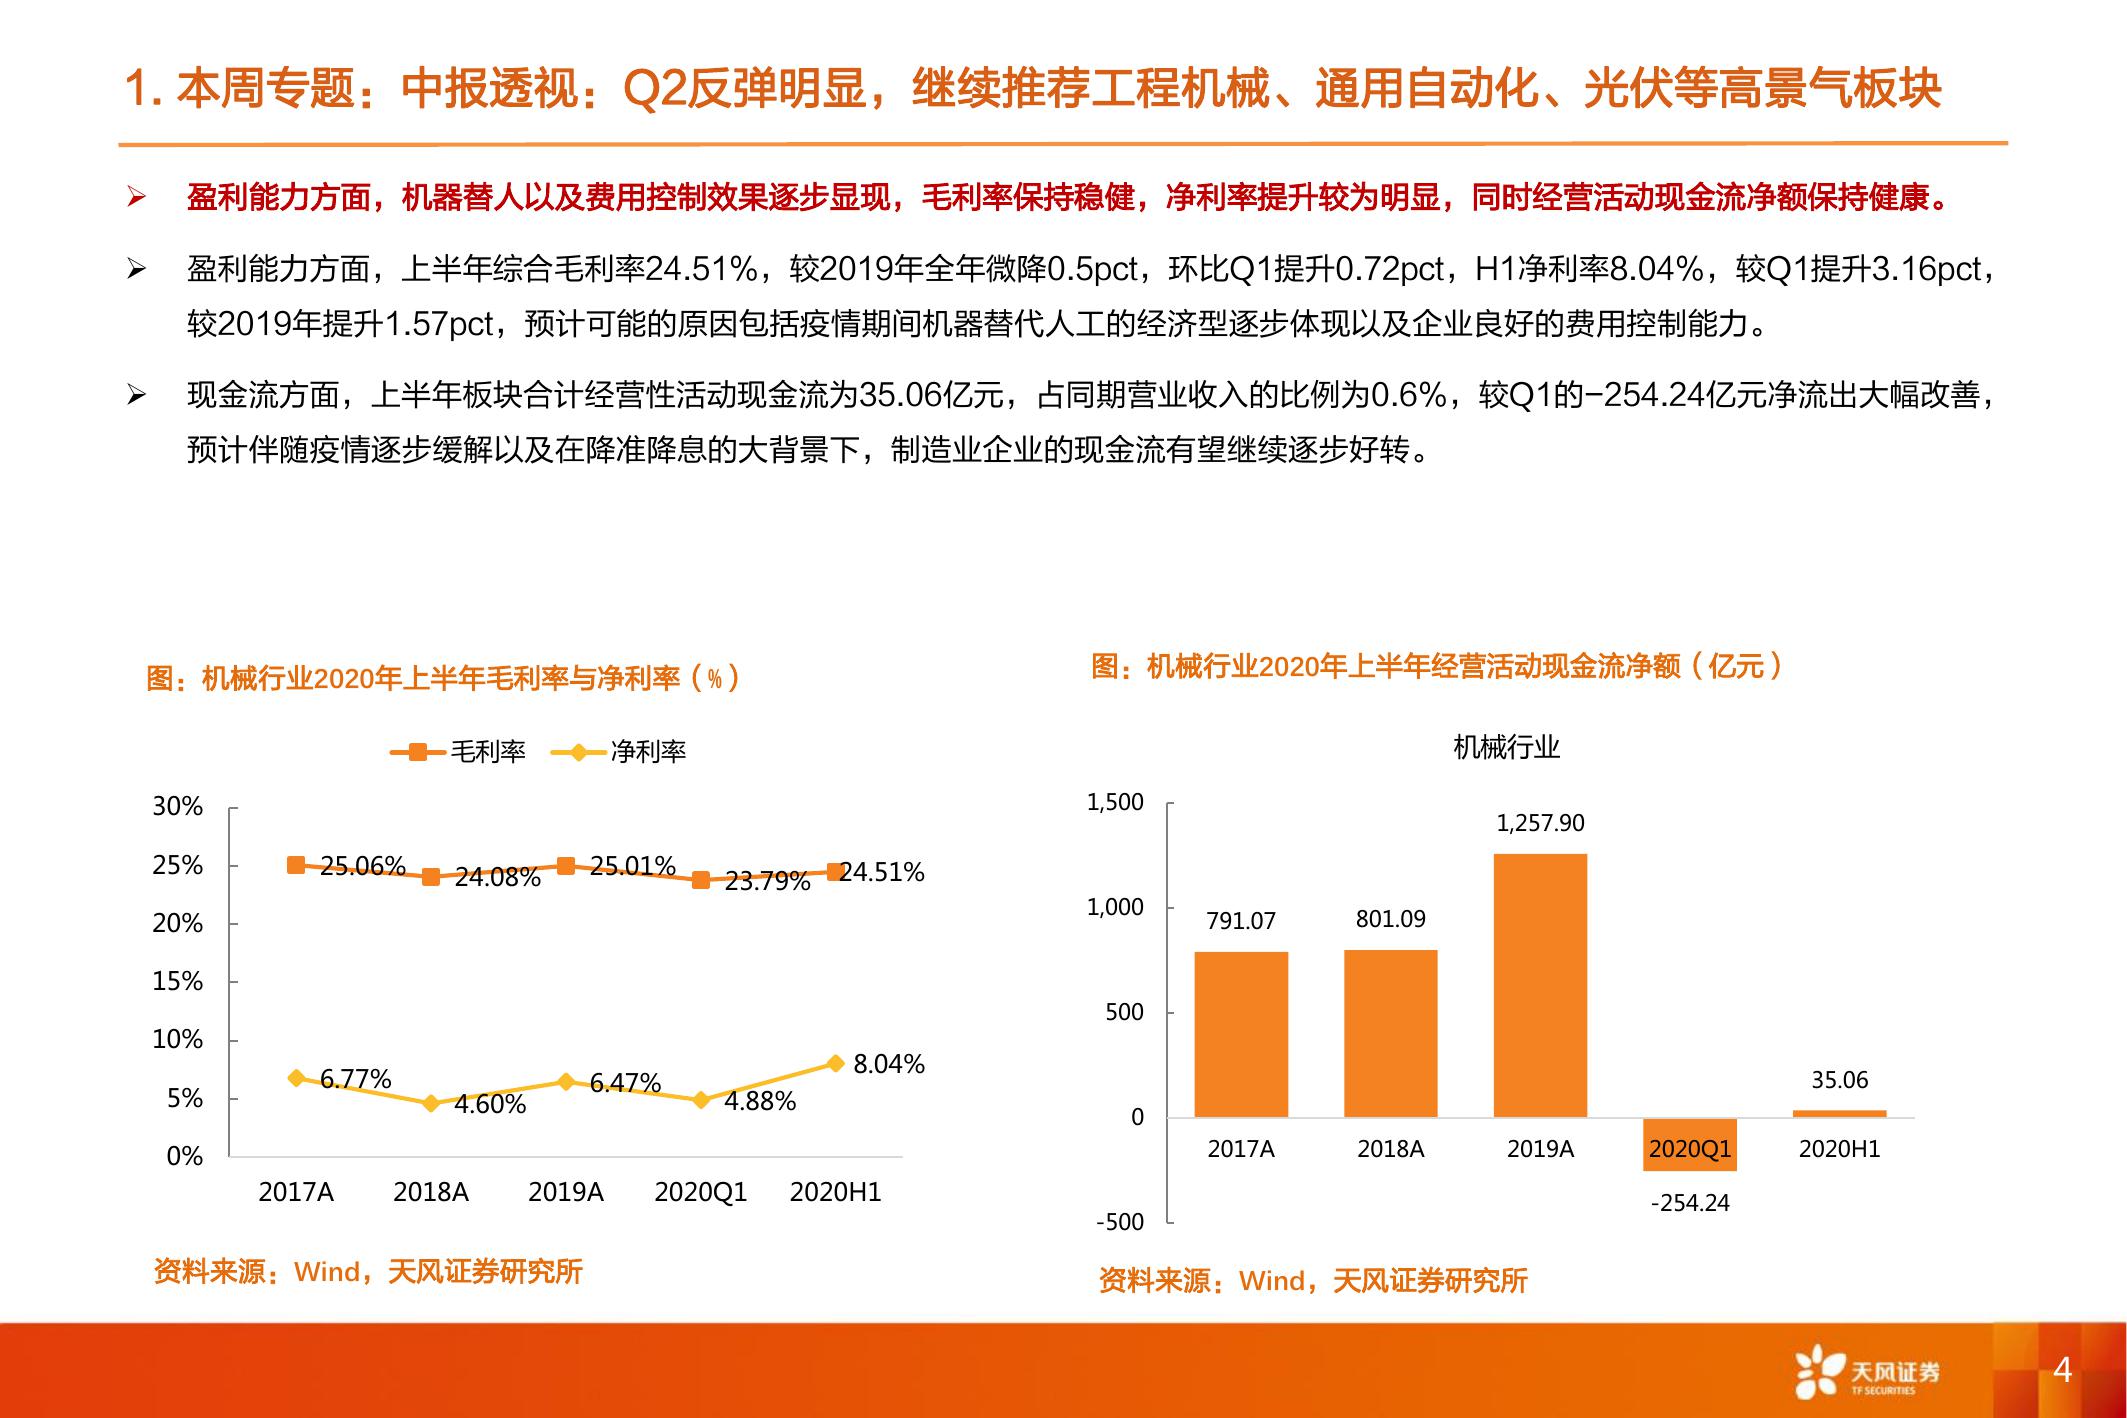 1. 本周专题：中报透视：Q2反弹明显，继续推荐工程机械、通用自动化、光伏等高景气板块
盈利能力方面，机器替人以及费用控制效果逐步显现，毛利率保持稳健，净利率提升较为明显，同时经营活动现金流净额保持健康。
盈利能力方面，上半年综合毛利率24.51%，较2019年全年微降0.5pct，环比Q1提升0.72pct，H1净利率8.04%，较Q1提升3.16pct，
较2019年提升1.57pct，预计可能的原因包括疫情期间机器替代人工的经济型逐步体现以及企业良好的费用控制能力。
现金流方面，上半年板块合计经营性活动现金流为35.06亿元，占同期营业收入的比例为0.6%，较Q1的-254.24亿元净流出大幅改善，
预计伴随疫情逐步缓解以及在降准降息的大背景下，制造业企业的现金流有望继续逐步好转。
图：机械行业2020年上半年毛利率与净利率（%）
毛利率 净利率
30%
25%
20%
15%
10%
5%
0%
25.06% 24.08% 25.01% 23.79% 24.51%
6.77% 4.60% 6.47% 4.88% 8.04%
2017A 2018A 2019A 2020Q1 2020H1
资料来源：Wind，天风证券研究所
图：机械行业2020年上半年经营活动现金流净额（亿元）
机械行业
1,500
1,000
500
0
-500
791.07 801.09 1,257.90 -254.24 35.06
2017A 2018A 2019A 2020Q1 2020H1
资料来源：Wind，天风证券研究所
天风证券
TF SECURITIES
4